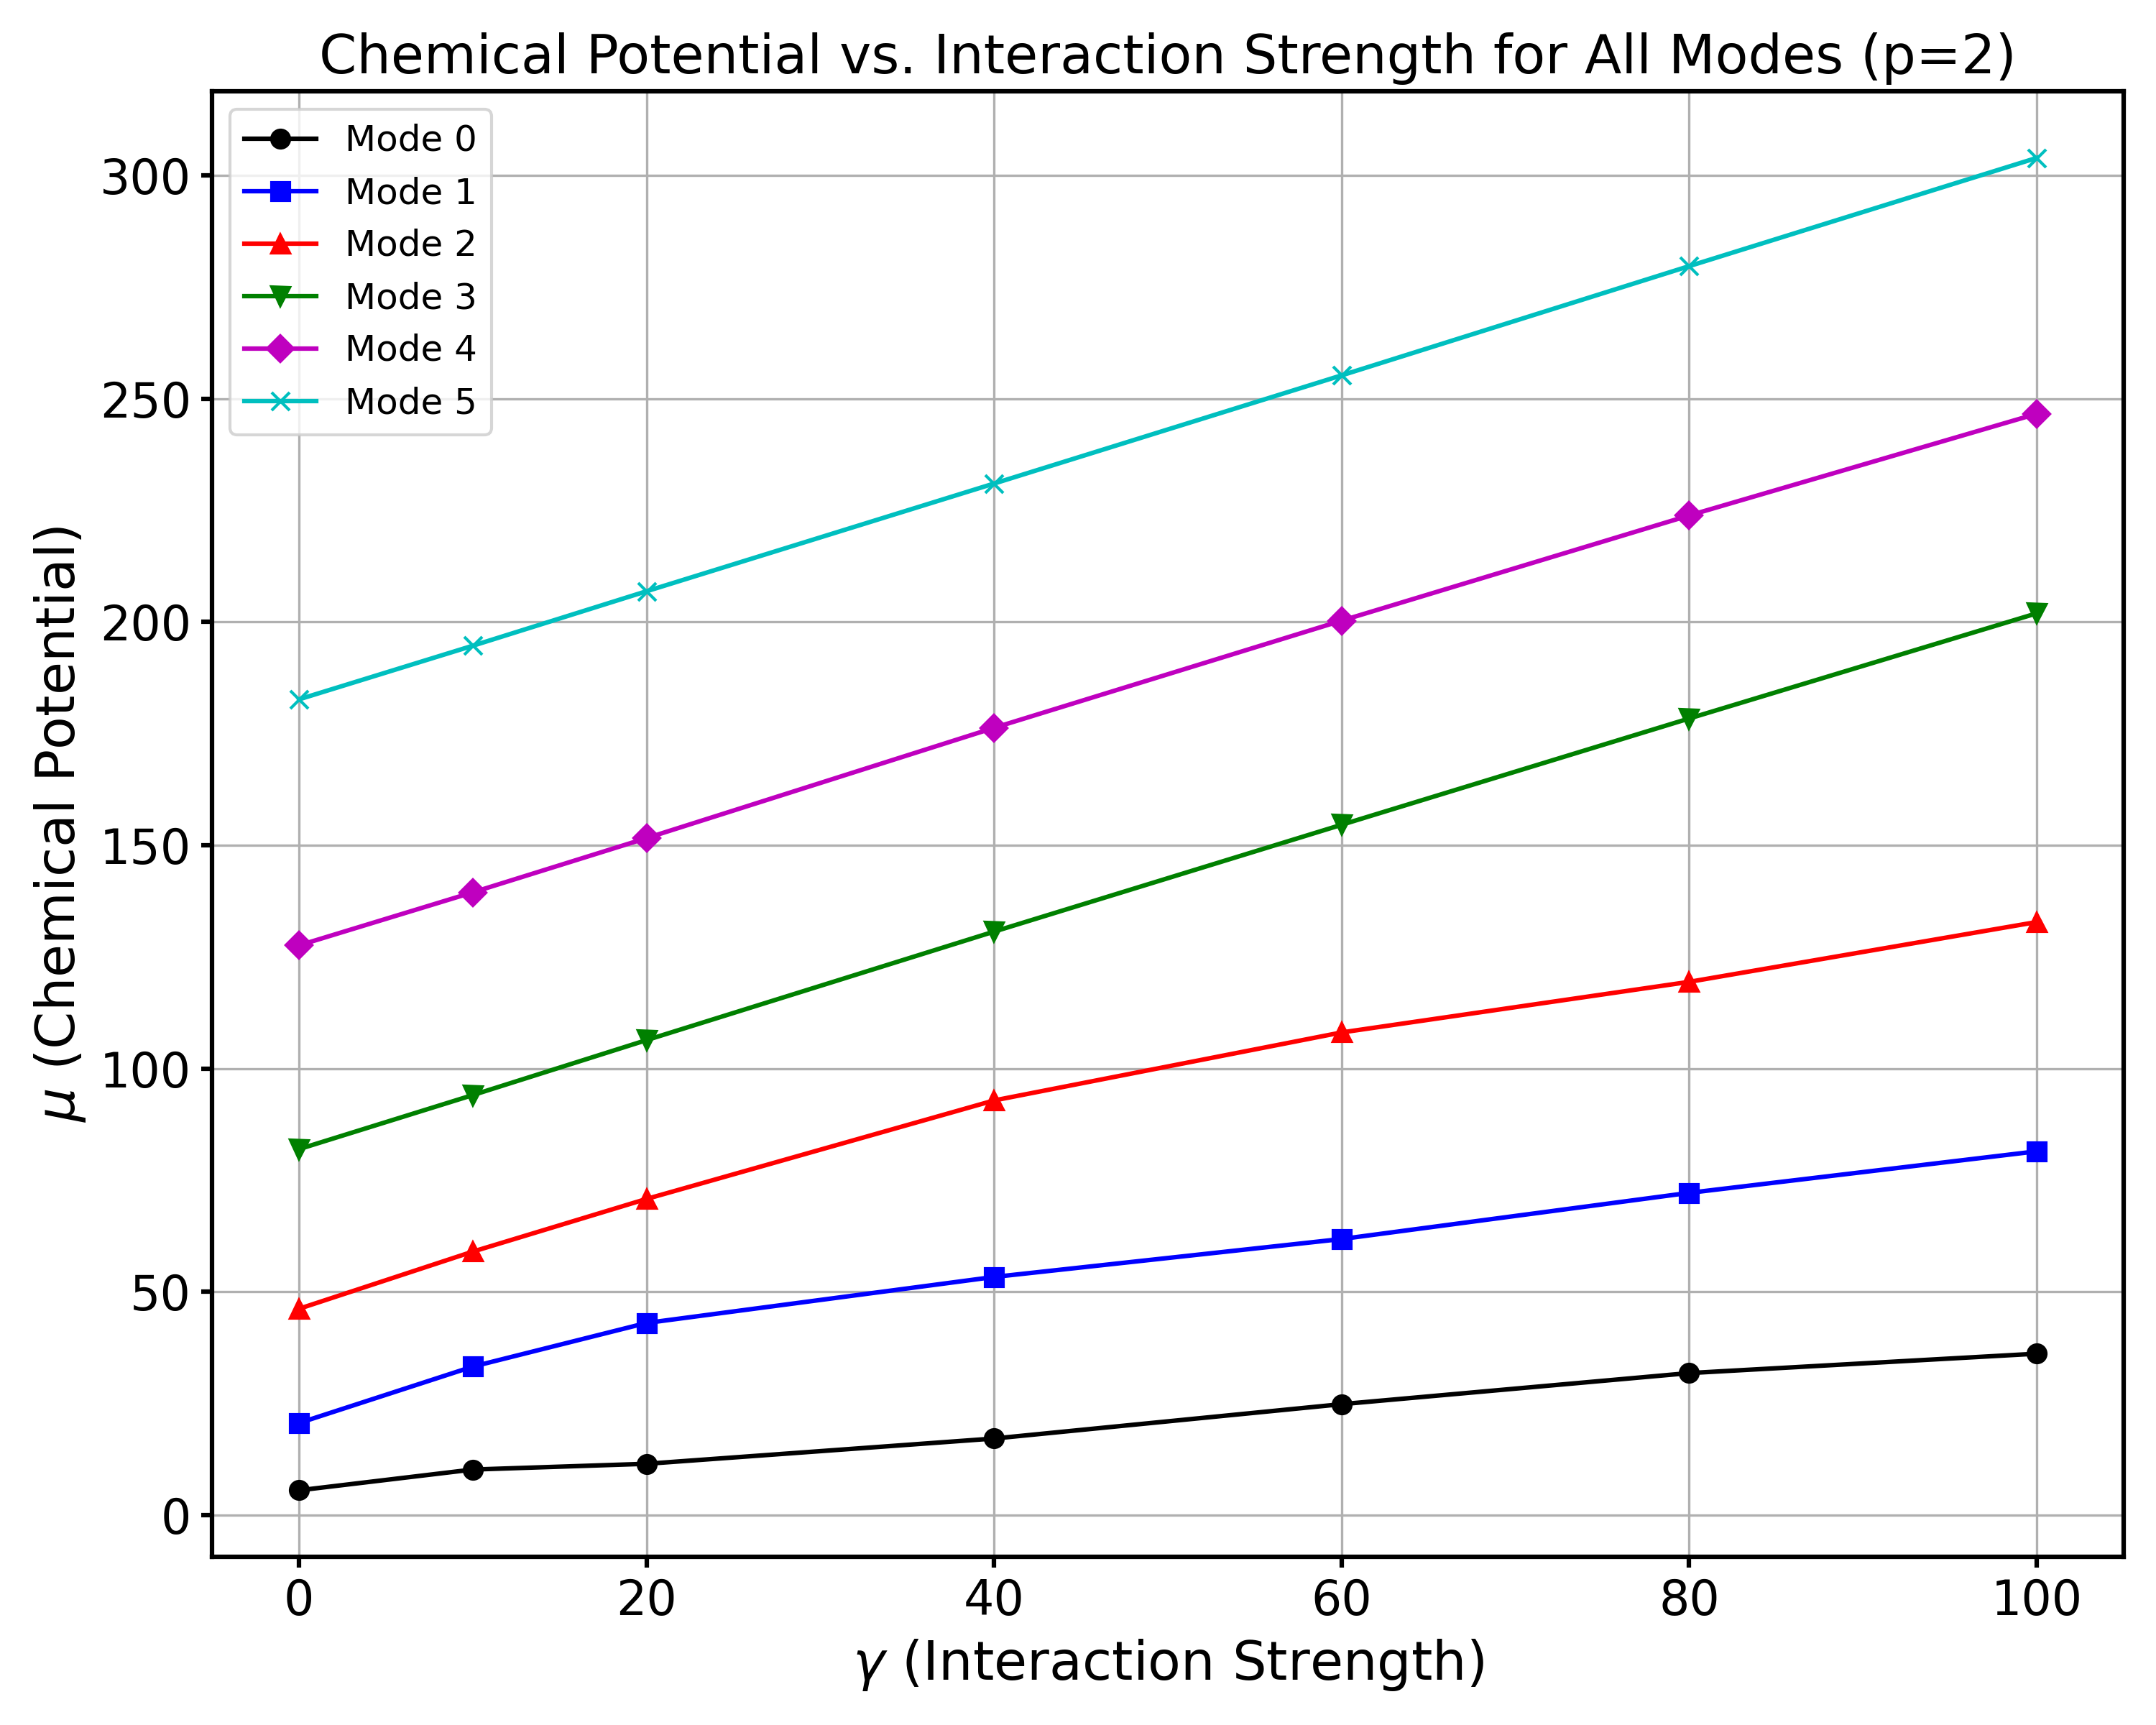 Chemical Potential vs. Interaction Strength for All Modes (p=2)
Mode 0
Mode 1
Mode 2
Mode 3
Mode 4
Mode 5
300
250
200
150
100
50
0
μ (Chemical Potential)
0 20 40 60 80 100
γ (Interaction Strength)